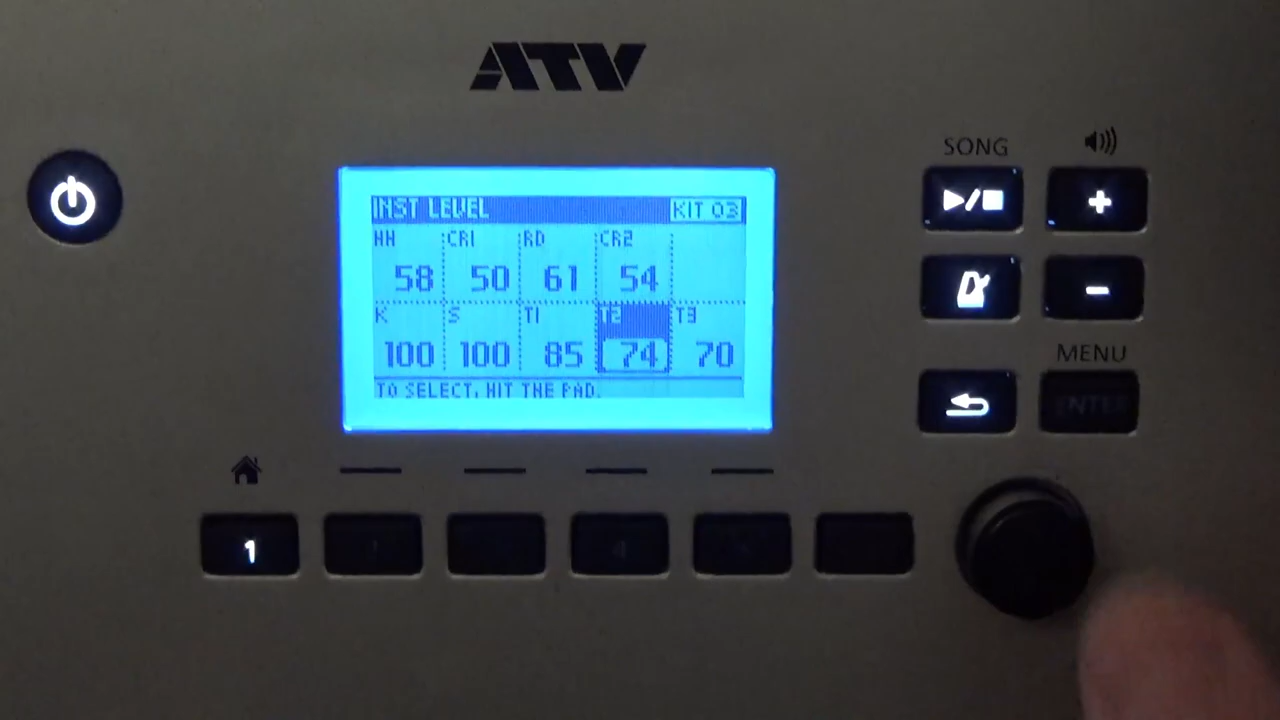 ATV
SONG
INST LEVEL KIT 03
HH CR1 RD CR2
58 50 61 54
K S T1 T2 T3
100 100 85 74 70
TO SELECT, HIT THE PAD.
+
-
MENU
ENTER
1